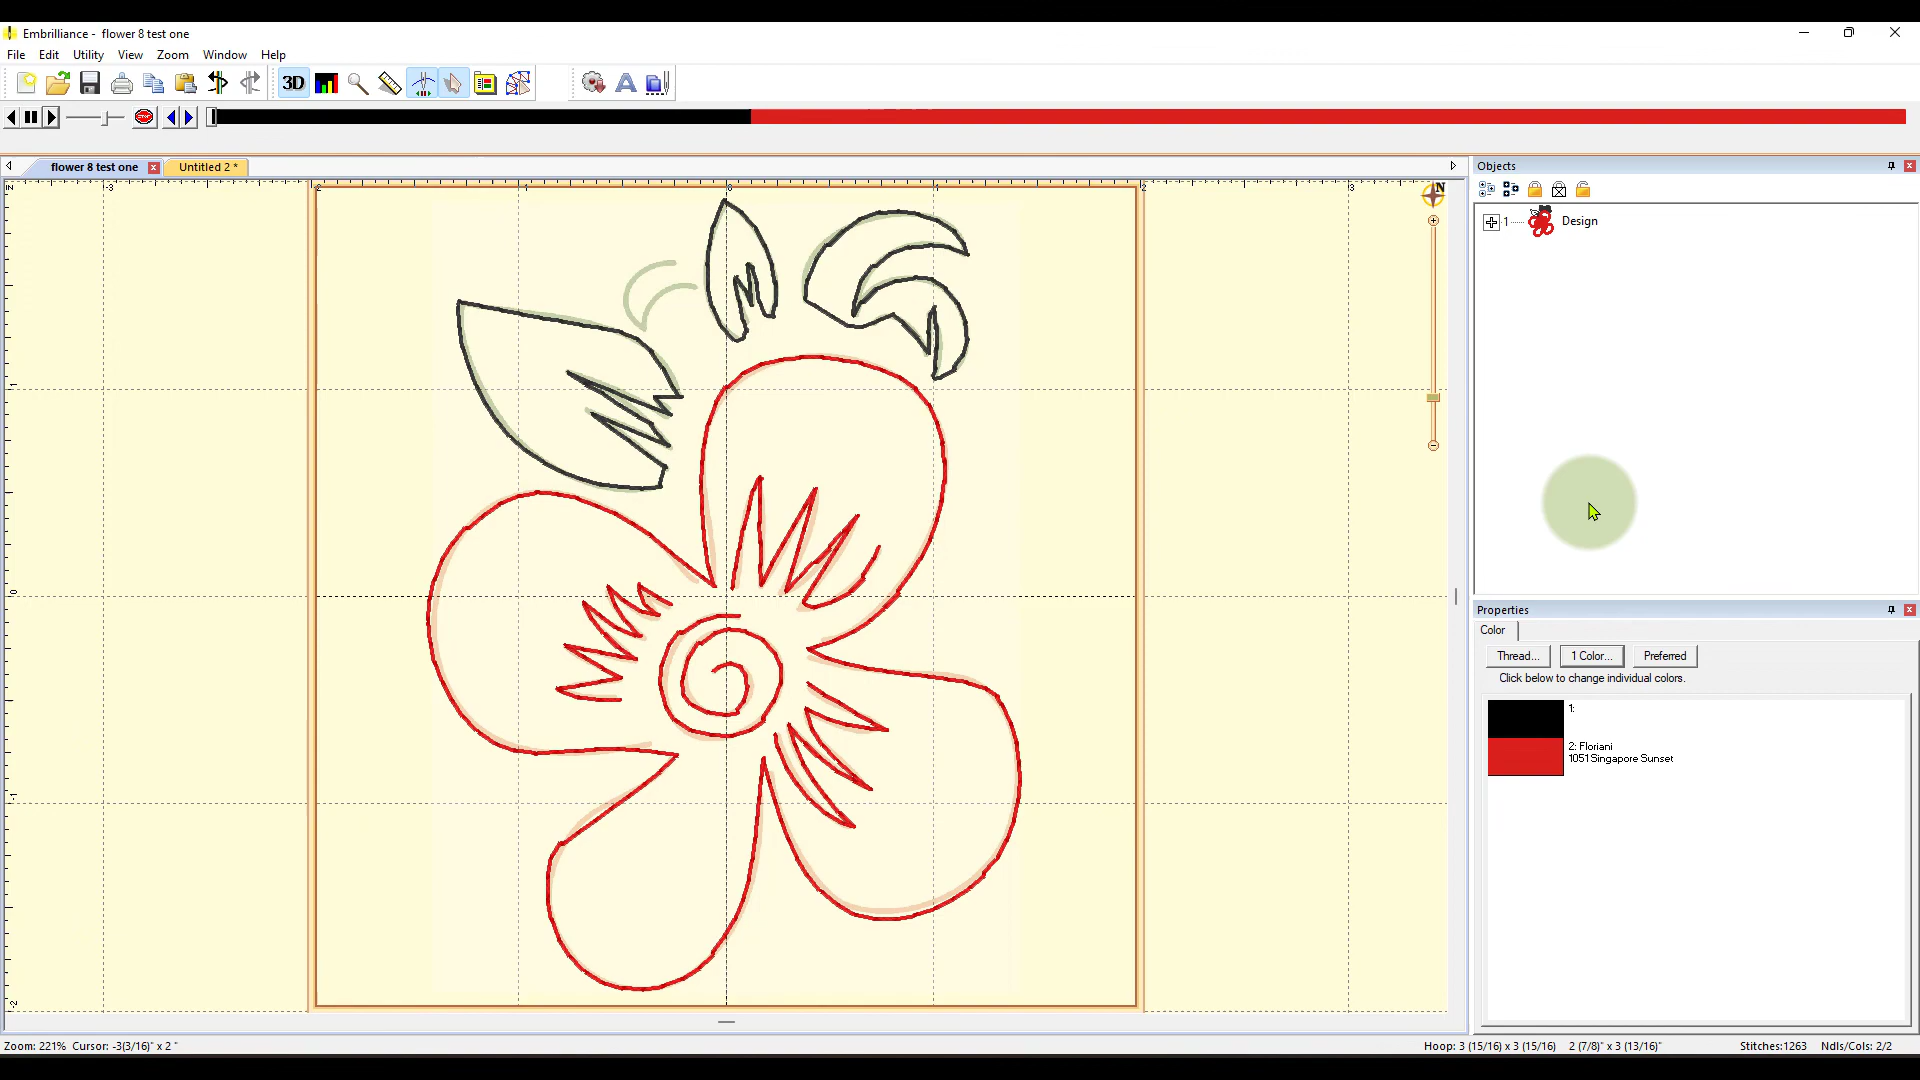 Embrilliance - flower 8 test one
File Edit Utility View Zoom Window Help
3D
flower 8 test one Untitled 2 *
Objects
N
1 Design
Properties
Color
Thread... 1 Color... Preferred
Click below to change individual colors.
1:
2: Floriani
1051 Singapore Sunset
Zoom: 221% Cursor: -3(3/16)" x 2 " Hoop: 3 (15/16) x 3 (15/16) 2 (7/8)" x 3 (13/16)" Stitches:1263 Ndls/Cols: 2/2